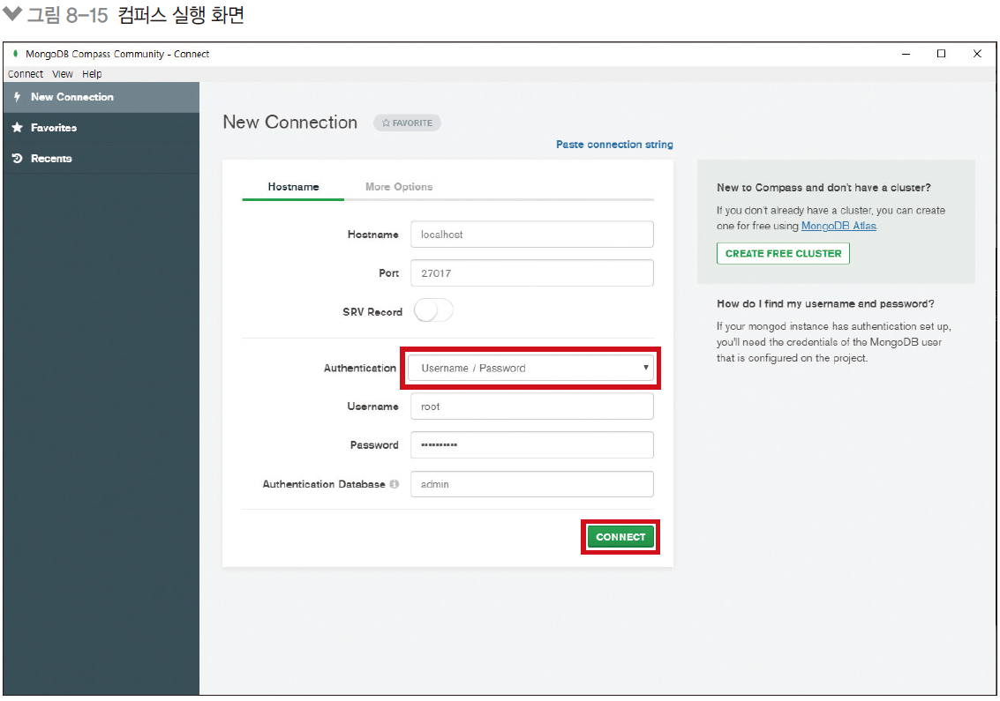 그림 8-15 컴퍼스 실행 화면
MongoDB Compass Community - Connect
Connect View Help
New Connection
Favorites
Recents
New Connection
FAVORITE
Paste connection string
Hostname
More Options
Hostname
localhost
Port
27017
SRV Record
Authentication
Username / Password
Username
root
Password
••••••••••
Authentication Database
admin
CONNECT
New to Compass and don't have a cluster?
If you don't already have a cluster, you can create
one for free using MongoDB Atlas.
CREATE FREE CLUSTER
How do I find my username and password?
If your mongod instance has authentication set up,
you'll need the credentials of the MongoDB user
that is configured on the project.